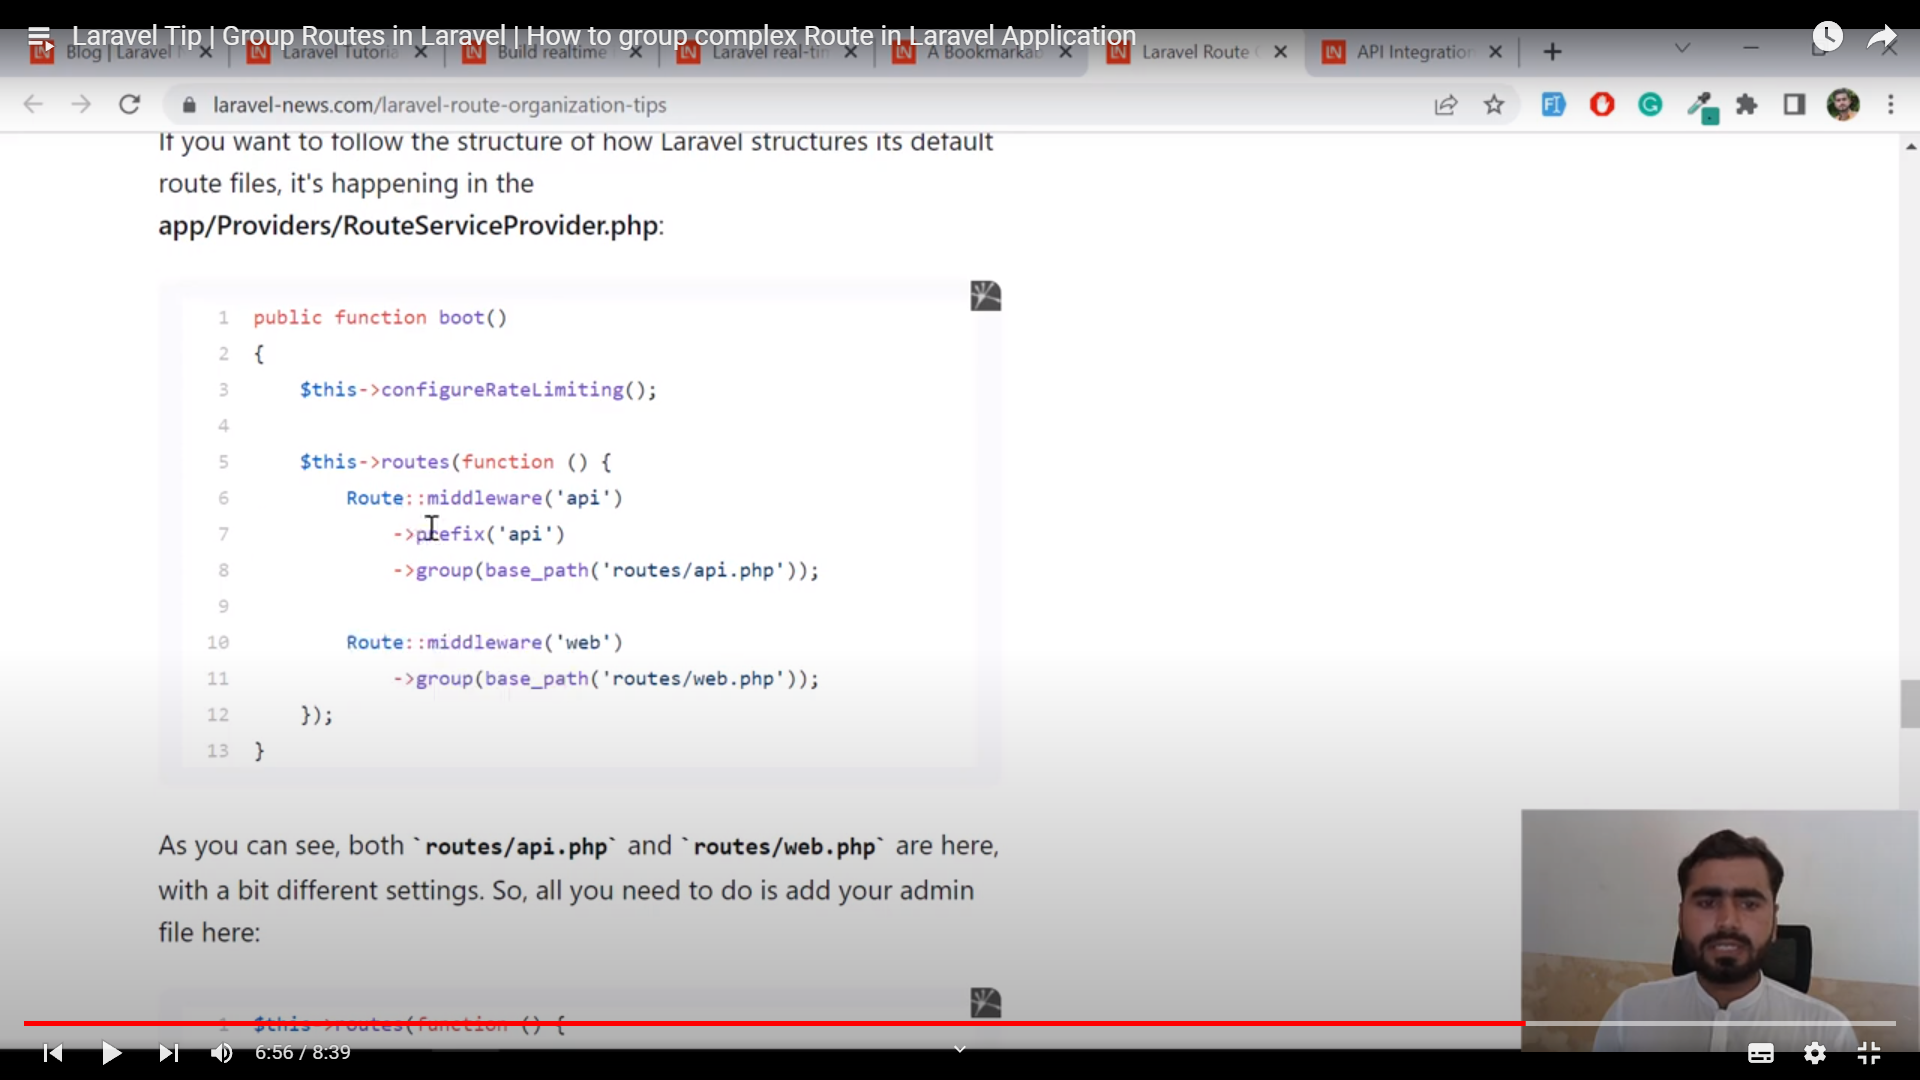 Laravel Tip | Group Routes in Laravel | How to group complex Route in Laravel Application
Blog | Laravel
Laravel Tutoria
Build realtime
Laravel real-tim
A Bookmarkab
Laravel Route
API Integration
laravel-news.com/laravel-route-organization-tips
If you want to follow the structure of how Laravel structures its default
route files, it's happening in the
app/Providers/RouteServiceProvider.php:
1 public function boot()
2 {
3 $this->configureRateLimiting();
4
5 $this->routes(function () {
6 Route::middleware('api')
7 ->prefix('api')
8 ->group(base_path('routes/api.php'));
9
10 Route::middleware('web')
11 ->group(base_path('routes/web.php'));
12 });
13 }
As you can see, both `routes/api.php` and `routes/web.php` are here,
with a bit different settings. So, all you need to do is add your admin
file here:
1 $this->routes(function () {
6:56 / 8:39